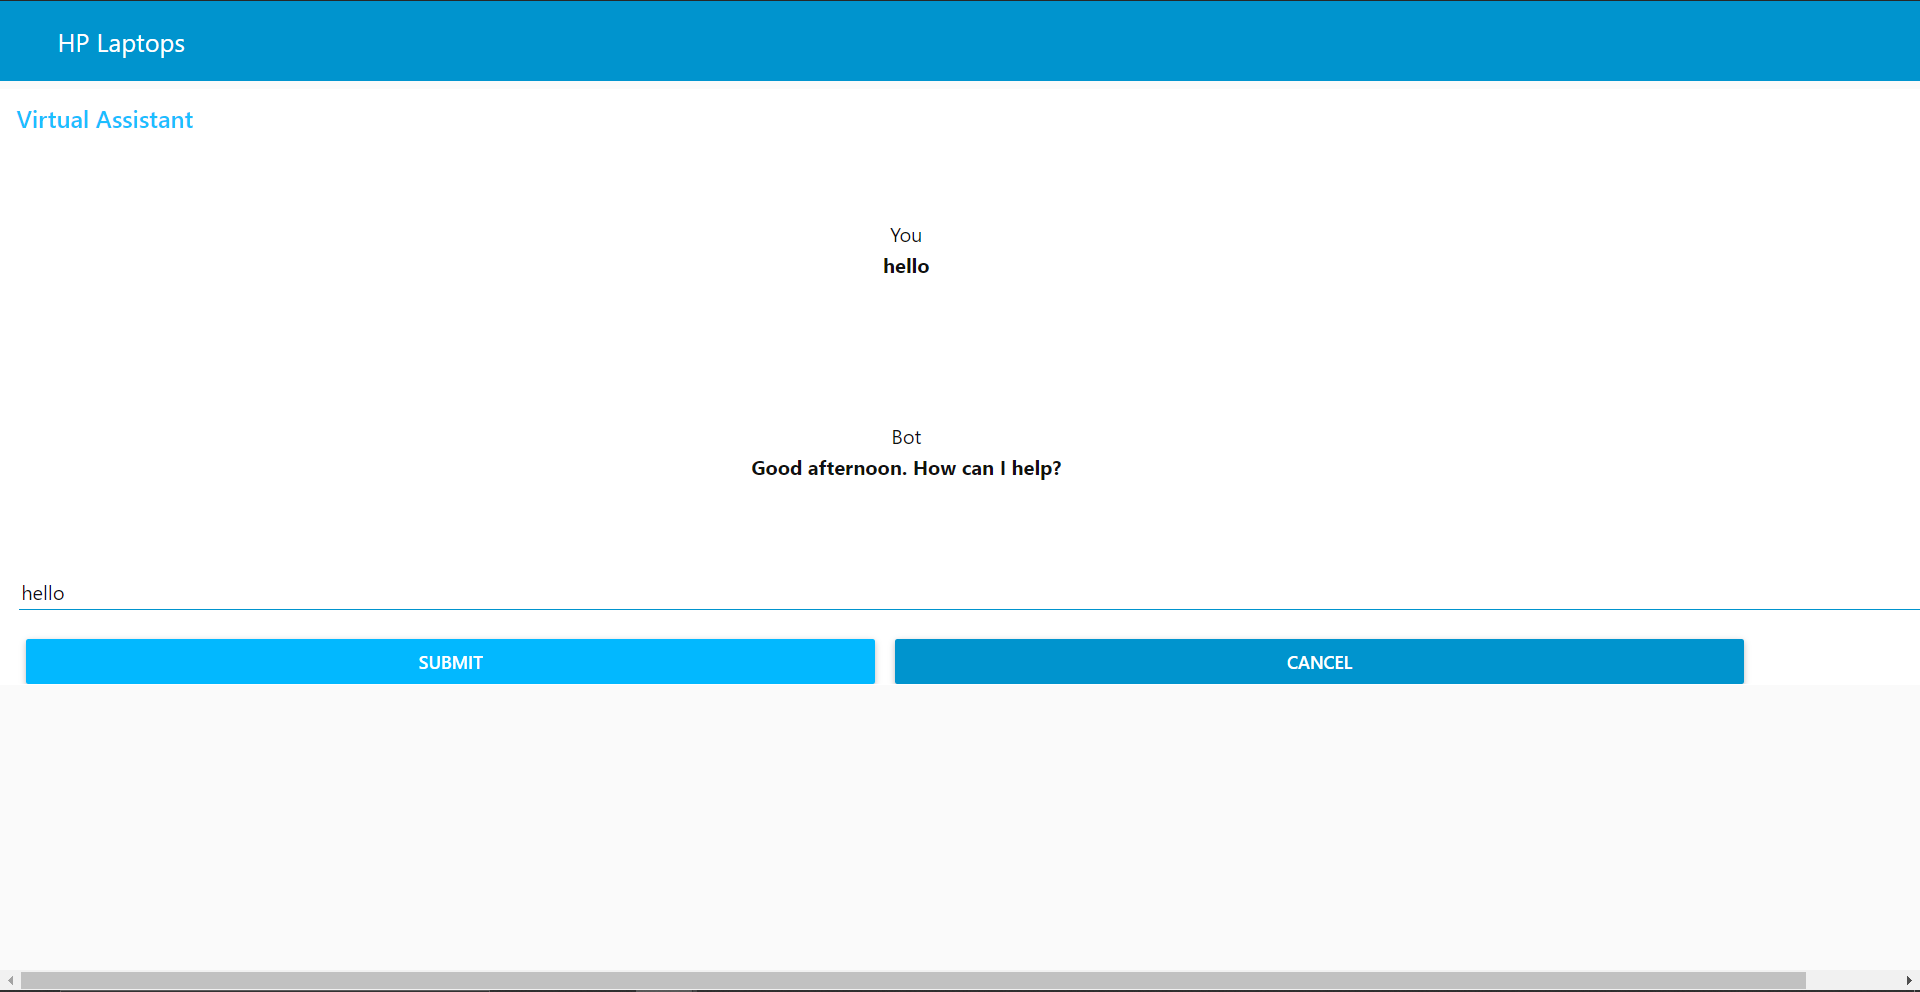 HP Laptops
Virtual Assistant
You
hello
Bot
Good afternoon. How can I help?
hello
SUBMIT
CANCEL